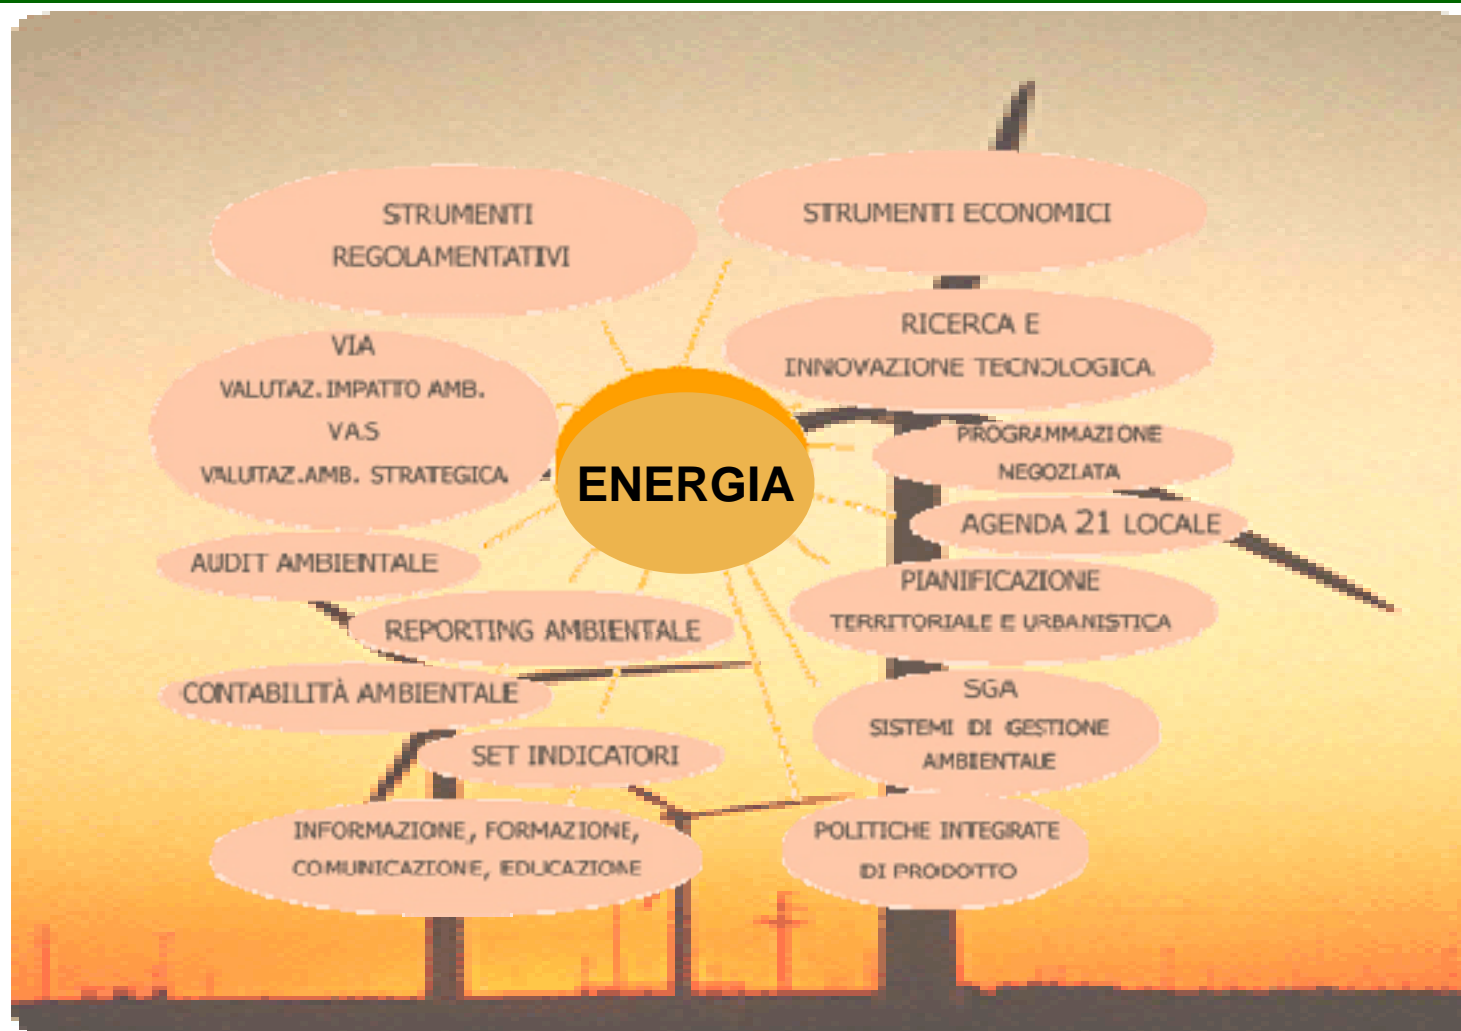 STRUMENTI
REGOLAMENTATIVI
STRUMENTI ECONOMICI
RICERCA E
INNOVAZIONE TECNOLOGICA
VIA
VALUTAZ.IMPATTO AMB.
VAS
VALUTAZ.AMB. STRATEGICA
ENERGIA
PROGRAMMAZIONE
NEGOZIATA
AGENDA 21 LOCALE
AUDIT AMBIENTALE
PIANIFICAZIONE
TERRITORIALE E URBANISTICA
REPORTING AMBIENTALE
CONTABILITÀ AMBIENTALE
SGA
SISTEMI DI GESTIONE
AMBIENTALE
SET INDICATORI
INFORMAZIONE, FORMAZIONE,
COMUNICAZIONE, EDUCAZIONE
POLITICHE INTEGRATE
DI PRODOTTO